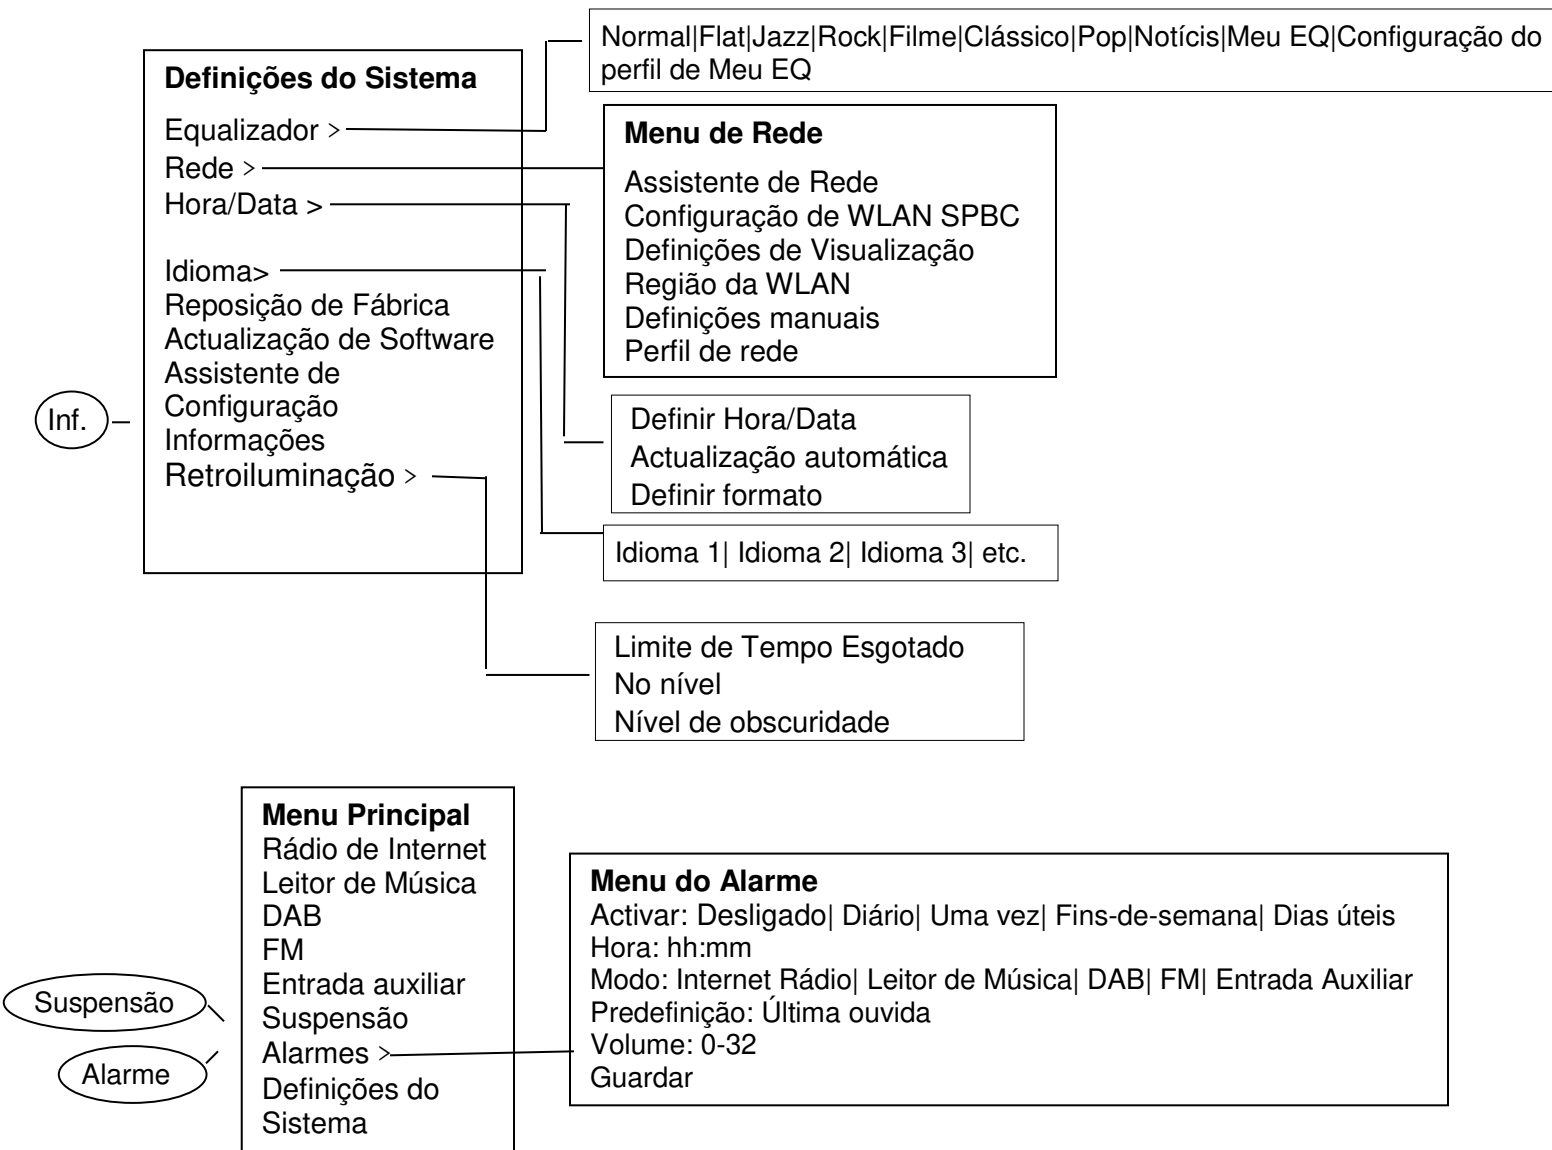 Normal|Flat|Jazz|Rock|Filme|Clássico|Pop|Notícis|Meu EQ|Configuração do
perfil de Meu EQ
Definições do Sistema
Equalizador >
Rede >
Hora/Data >
Idioma>
Reposição de Fábrica
Actualização de Software
Assistente de
Configuração
Informações
Retroiluminação >
Inf.
Menu de Rede
Assistente de Rede
Configuração de WLAN SPBC
Definições de Visualização
Região da WLAN
Definições manuais
Perfil de rede
Definir Hora/Data
Actualização automática
Definir formato
Idioma 1| Idioma 2| Idioma 3| etc.
Limite de Tempo Esgotado
No nível
Nível de obscuridade
Menu Principal
Rádio de Internet
Leitor de Música
DAB
FM
Entrada auxiliar
Suspensão
Alarmes >
Definições do
Sistema
Suspensão
Alarme
Menu do Alarme
Activar: Desligado| Diário| Uma vez| Fins-de-semana| Dias úteis
Hora: hh:mm
Modo: Internet Rádio| Leitor de Música| DAB| FM| Entrada Auxiliar
Predefinição: Última ouvida
Volume: 0-32
Guardar